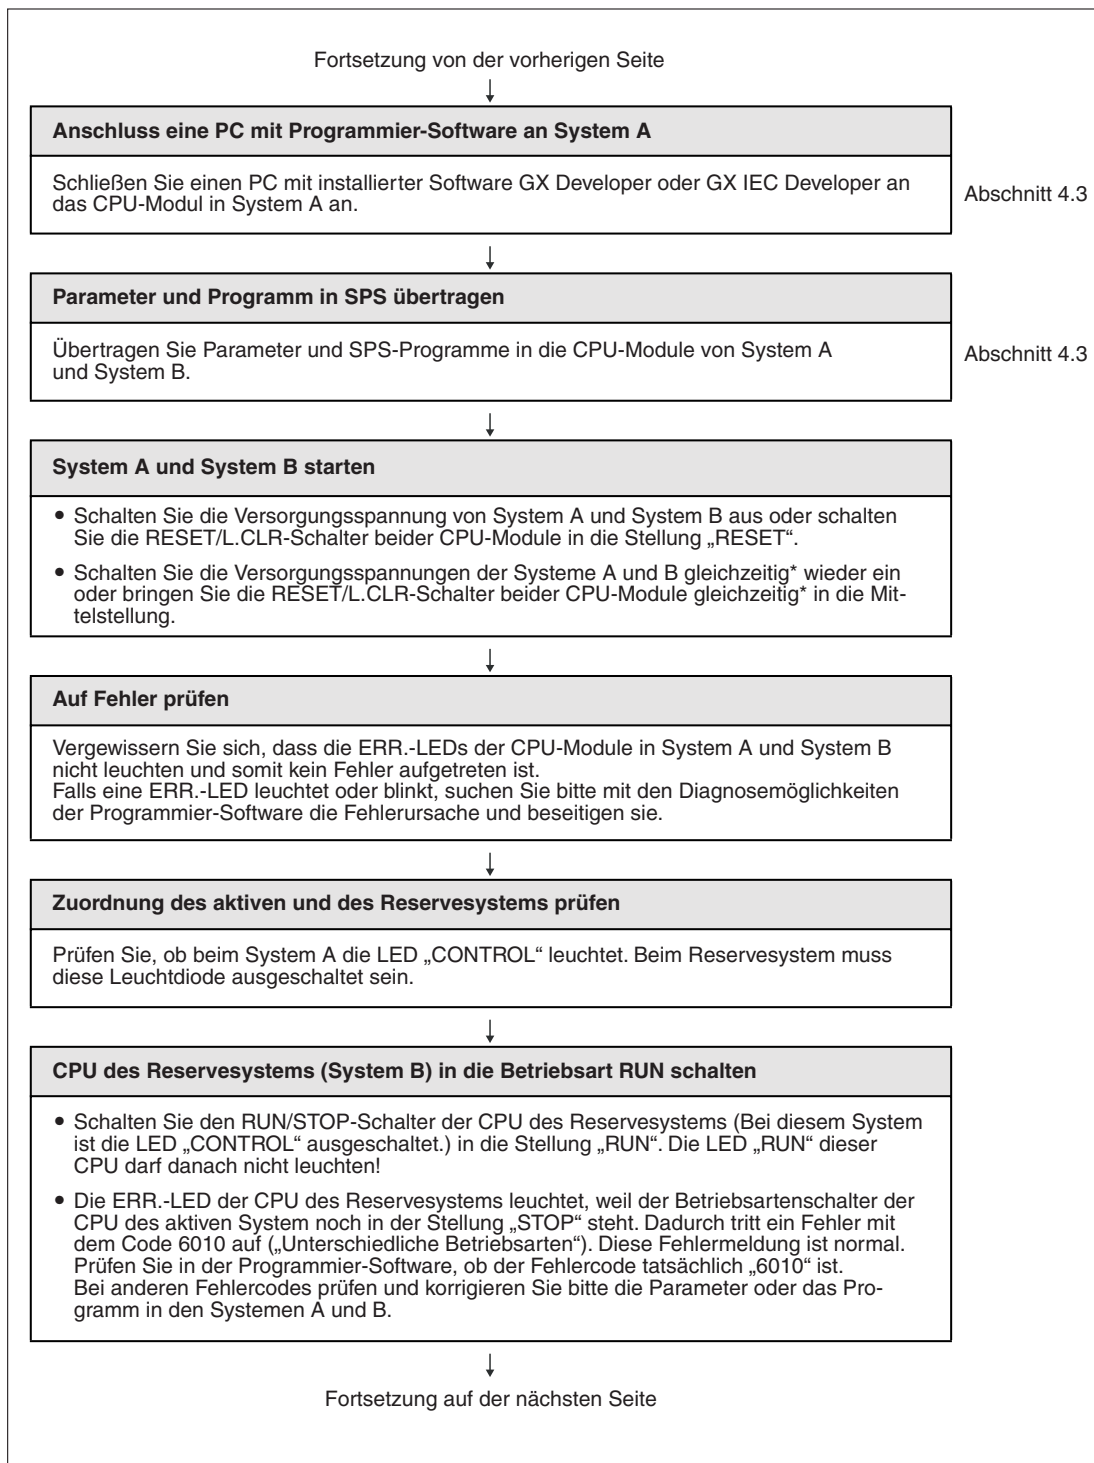 Fortsetzung von der vorherigen Seite
Anschluss eine PC mit Programmier-Software an System A
Schließen Sie einen PC mit installierter Software GX Developer oder GX IEC Developer an
das CPU-Modul in System A an.
Abschnitt 4.3
Parameter und Programm in SPS übertragen
Übertragen Sie Parameter und SPS-Programme in die CPU-Module von System A
und System B.
Abschnitt 4.3
System A und System B starten
• Schalten Sie die Versorgungsspannung von System A und System B aus oder schalten
Sie die RESET/L.CLR-Schalter beider CPU-Module in die Stellung „RESET“.
• Schalten Sie die Versorgungsspannungen der Systeme A und B gleichzeitig* wieder ein
oder bringen Sie die RESET/L.CLR-Schalter beider CPU-Module gleichzeitig* in die Mit-
telstellung.
Auf Fehler prüfen
Vergewissern Sie sich, dass die ERR.-LEDs der CPU-Module in System A und System B
nicht leuchten und somit kein Fehler aufgetreten ist.
Falls eine ERR.-LED leuchtet oder blinkt, suchen Sie bitte mit den Diagnosemöglichkeiten
der Programmier-Software die Fehlerursache und beseitigen sie.
Zuordnung des aktiven und des Reservesystems prüfen
Prüfen Sie, ob beim System A die LED „CONTROL“ leuchtet. Beim Reservesystem muss
diese Leuchtdiode ausgeschaltet sein.
CPU des Reservesystems (System B) in die Betriebsart RUN schalten
• Schalten Sie den RUN/STOP-Schalter der CPU des Reservesystems (Bei diesem System
ist die LED „CONTROL“ ausgeschaltet.) in die Stellung „RUN“. Die LED „RUN“ dieser
CPU darf danach nicht leuchten!
• Die ERR.-LED der CPU des Reservesystems leuchtet, weil der Betriebsartenschalter der
CPU des aktiven System noch in der Stellung „STOP“ steht. Dadurch tritt ein Fehler mit
dem Code 6010 auf („Unterschiedliche Betriebsarten“). Diese Fehlermeldung ist normal.
Prüfen Sie in der Programmier-Software, ob der Fehlercode tatsächlich „6010“ ist.
Bei anderen Fehlercodes prüfen und korrigieren Sie bitte die Parameter oder das Pro-
gramm in den Systemen A und B.
Fortsetzung auf der nächsten Seite